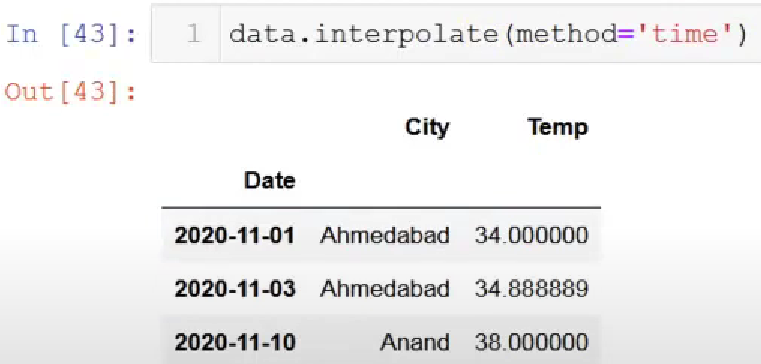 In [43]: 1 data.interpolate(method='time')
Out[43]:
City Temp
Date
2020-11-01 Ahmedabad 34.000000
2020-11-03 Ahmedabad 34.888889
2020-11-10 Anand 38.000000